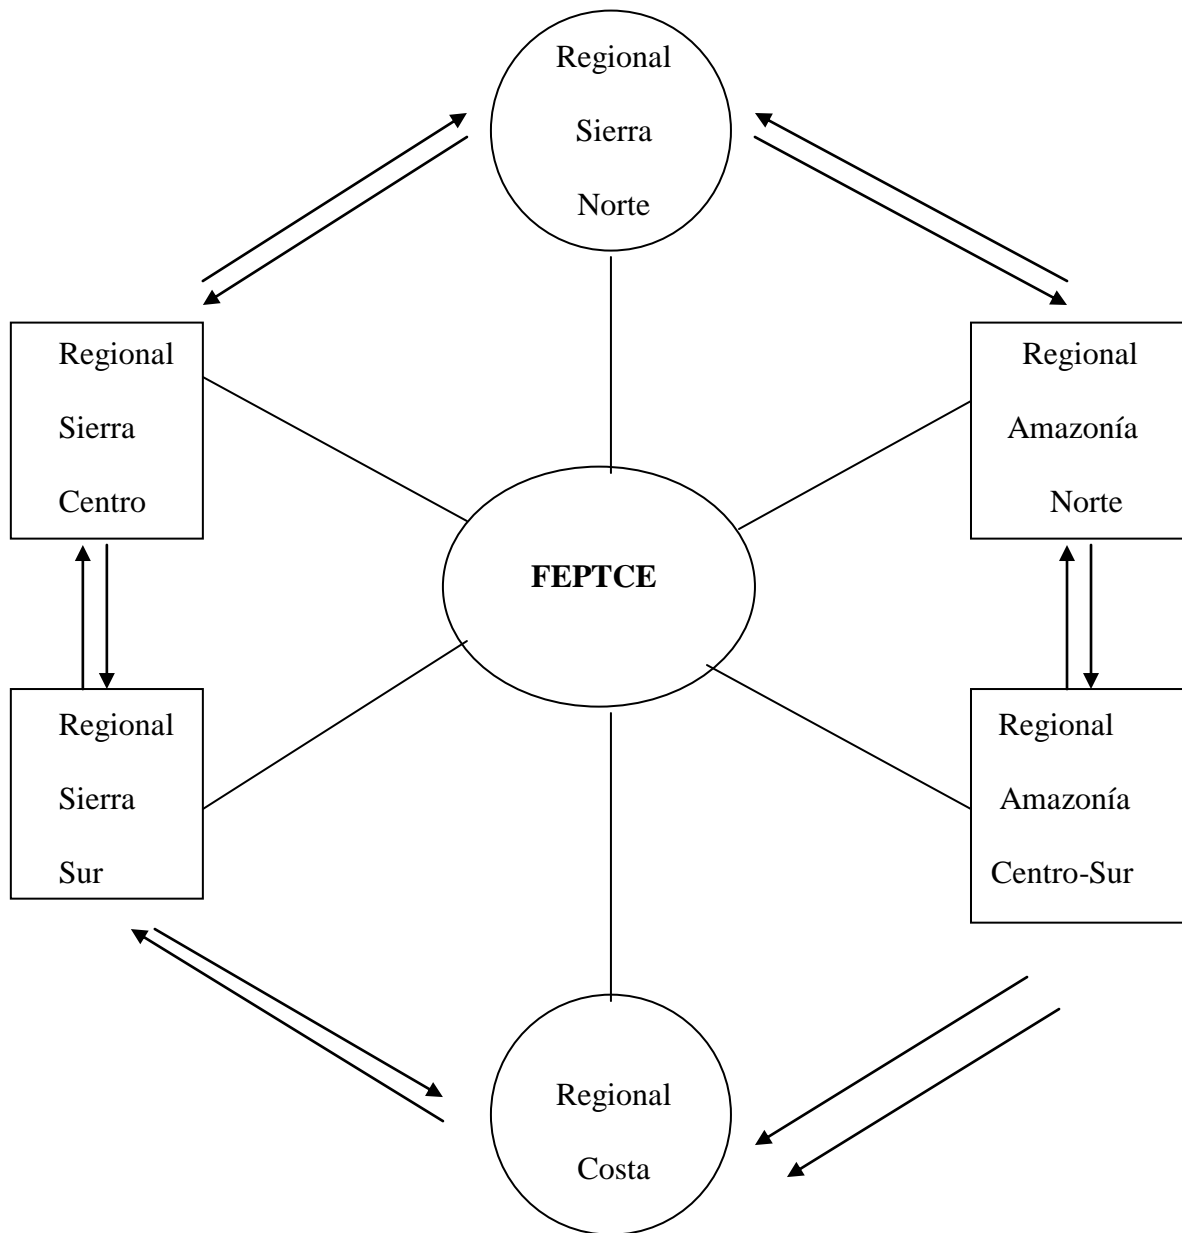 Regional
Sierra
Norte
Regional
Sierra
Centro
Regional
Amazonía
Norte
FEPTCE
Regional
Sierra
Sur
Regional
Amazonía
Centro-Sur
Regional
Costa